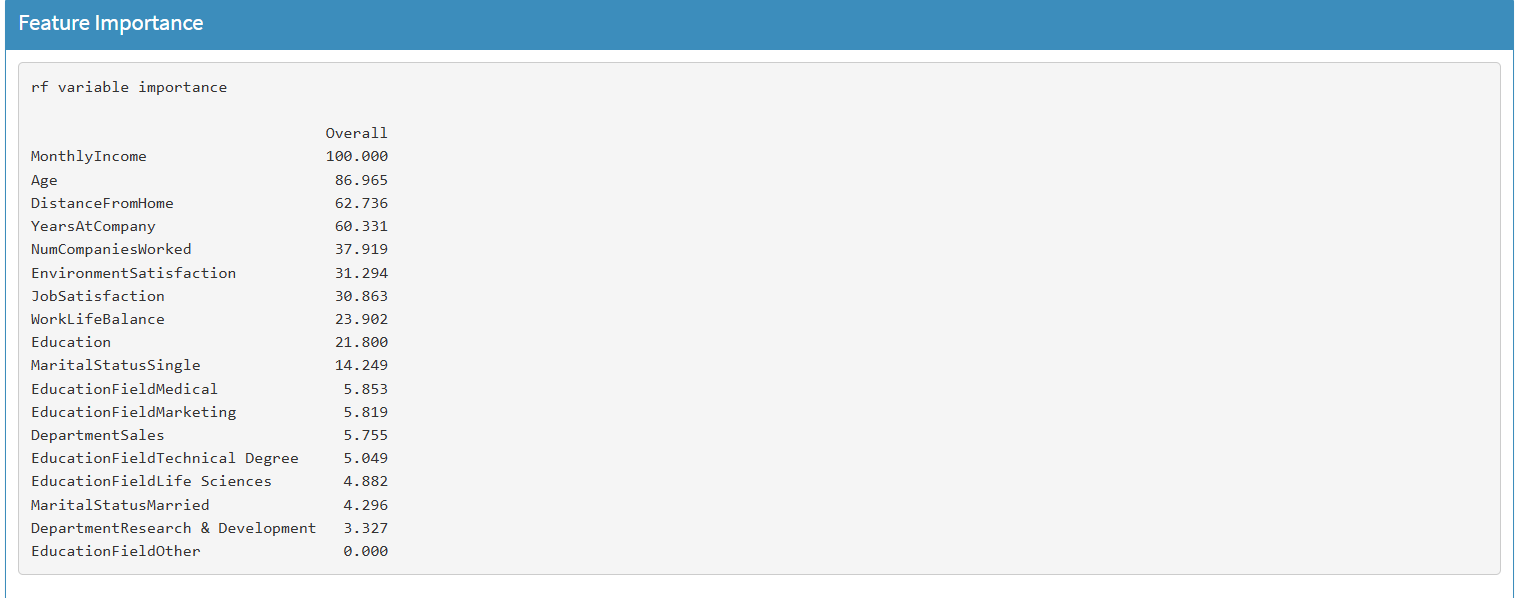 Feature Importance
rf variable importance
Overall
MonthlyIncome 100.000
Age 86.965
DistanceFromHome 62.736
YearsAtCompany 60.331
NumCompaniesWorked 37.919
EnvironmentSatisfaction 31.294
JobSatisfaction 30.863
WorkLifeBalance 23.902
Education 21.800
MaritalStatusSingle 14.249
EducationFieldMedical 5.853
EducationFieldMarketing 5.819
DepartmentSales 5.755
EducationFieldTechnical Degree 5.049
EducationFieldLife Sciences 4.882
MaritalStatusMarried 4.296
DepartmentResearch & Development 3.327
EducationFieldOther 0.000